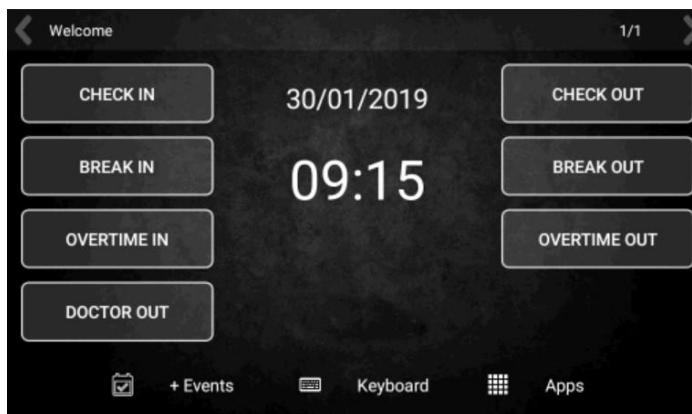 Welcome 1/1
CHECK IN 30/01/2019 CHECK OUT
BREAK IN 09:15 BREAK OUT
OVERTIME IN OVERTIME OUT
DOCTOR OUT
+ Events Keyboard Apps